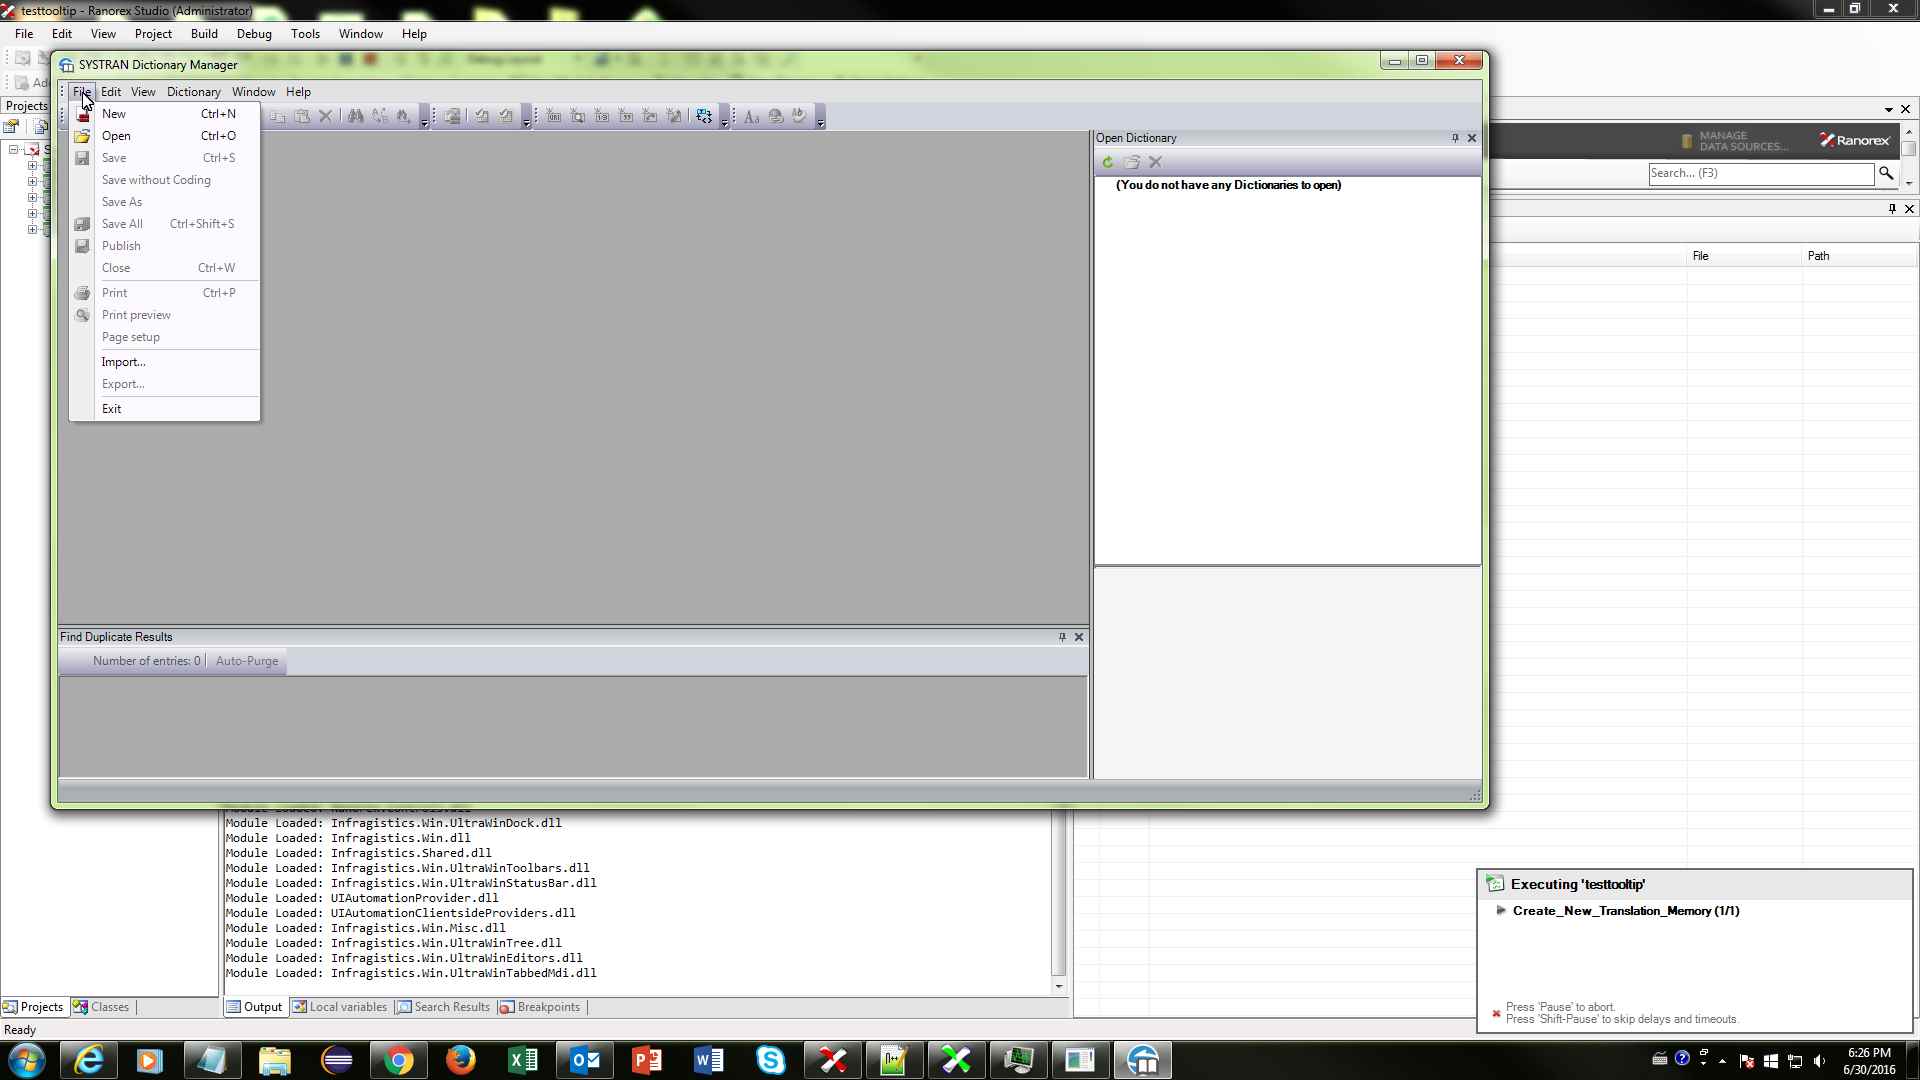 testtooltip - Ranorex Studio (Administrator)
File Edit View Project Build Debug Tools Window Help
SYSTRAN Dictionary Manager
File Edit View Dictionary Window Help
Projects
New Ctrl+N
Open Ctrl+O
Save Ctrl+S
Save without Coding
Save As
Save All Ctrl+Shift+S
Publish
Close Ctrl+W
Print Ctrl+P
Print preview
Page setup
Import...
Export...
Exit
Open Dictionary
(You do not have any Dictionaries to open)
MANAGE
DATA SOURCES...
Ranorex
Search... (F3)
File Path
Find Duplicate Results
Number of entries: 0 Auto-Purge
Module Loaded: Infragistics.Win.UltraWinDock.dll
Module Loaded: Infragistics.Win.dll
Module Loaded: Infragistics.Shared.dll
Module Loaded: Infragistics.Win.UltraWinToolbars.dll
Module Loaded: Infragistics.Win.UltraWinStatusBar.dll
Module Loaded: UIAutomationProvider.dll
Module Loaded: UIAutomationClientsideProviders.dll
Module Loaded: Infragistics.Win.Misc.dll
Module Loaded: Infragistics.Win.UltraWinTree.dll
Module Loaded: Infragistics.Win.UltraWinEditors.dll
Module Loaded: Infragistics.Win.UltraWinTabbedMdi.dll
Executing 'testtooltip'
Create_New_Translation_Memory (1/1)
Press 'Pause' to abort.
Press 'Shift-Pause' to skip delays and timeouts.
Projects Classes
Output Local variables Search Results Breakpoints
Ready
6:26 PM
6/30/2016